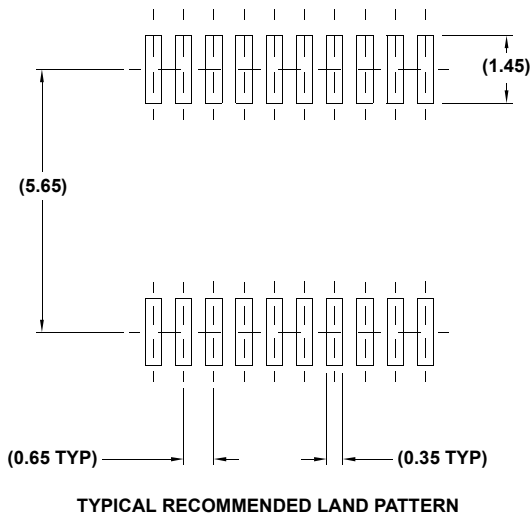 (1.45)
(5.65)
(0.65 TYP)
(0.35 TYP)
TYPICAL RECOMMENDED LAND PATTERN